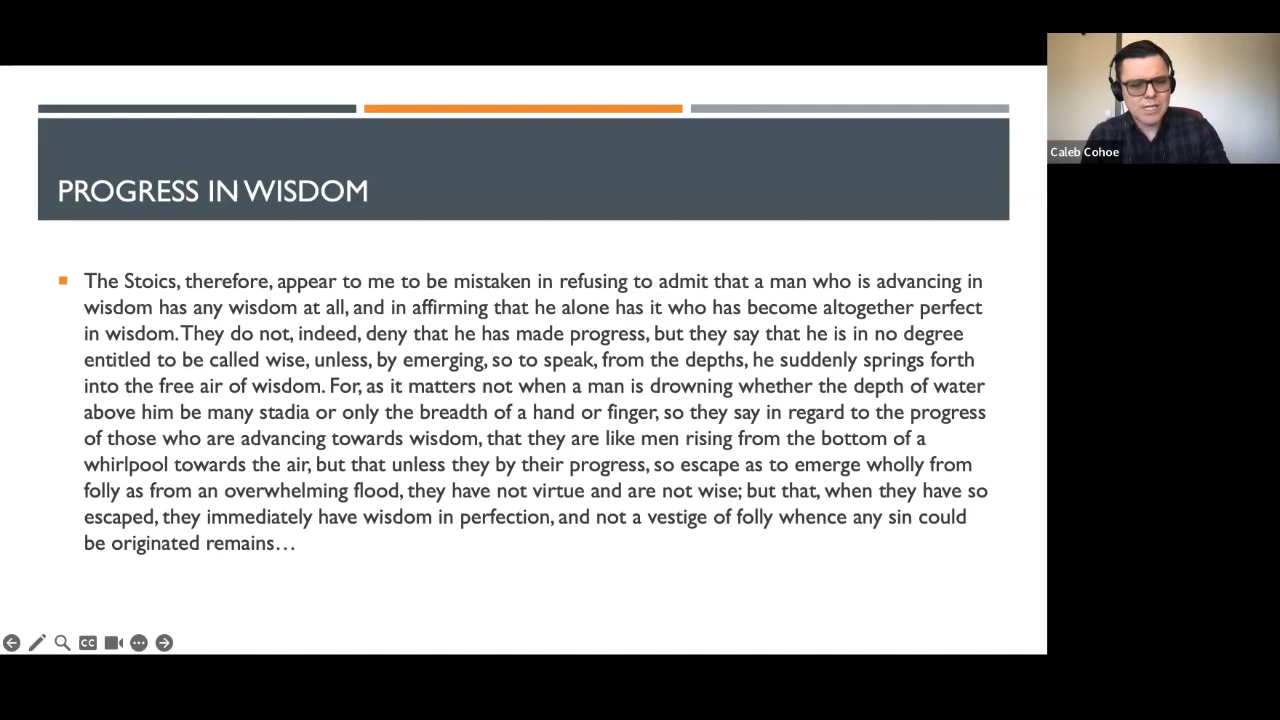 PROGRESS IN WISDOM
The Stoics, therefore, appear to me to be mistaken in refusing to admit that a man who is advancing in
wisdom has any wisdom at all, and in affirming that he alone has it who has become altogether perfect
in wisdom. They do not, indeed, deny that he has made progress, but they say that he is in no degree
entitled to be called wise, unless, by emerging, so to speak, from the depths, he suddenly springs forth
into the free air of wisdom. For, as it matters not when a man is drowning whether the depth of water
above him be many stadia or only the breadth of a hand or finger, so they say in regard to the progress
of those who are advancing towards wisdom, that they are like men rising from the bottom of a
whirlpool towards the air, but that unless they by their progress, so escape as to emerge wholly from
folly as from an overwhelming flood, they have not virtue and are not wise; but that, when they have so
escaped, they immediately have wisdom in perfection, and not a vestige of folly whence any sin could
be originated remains…
Caleb Cohoe
CC